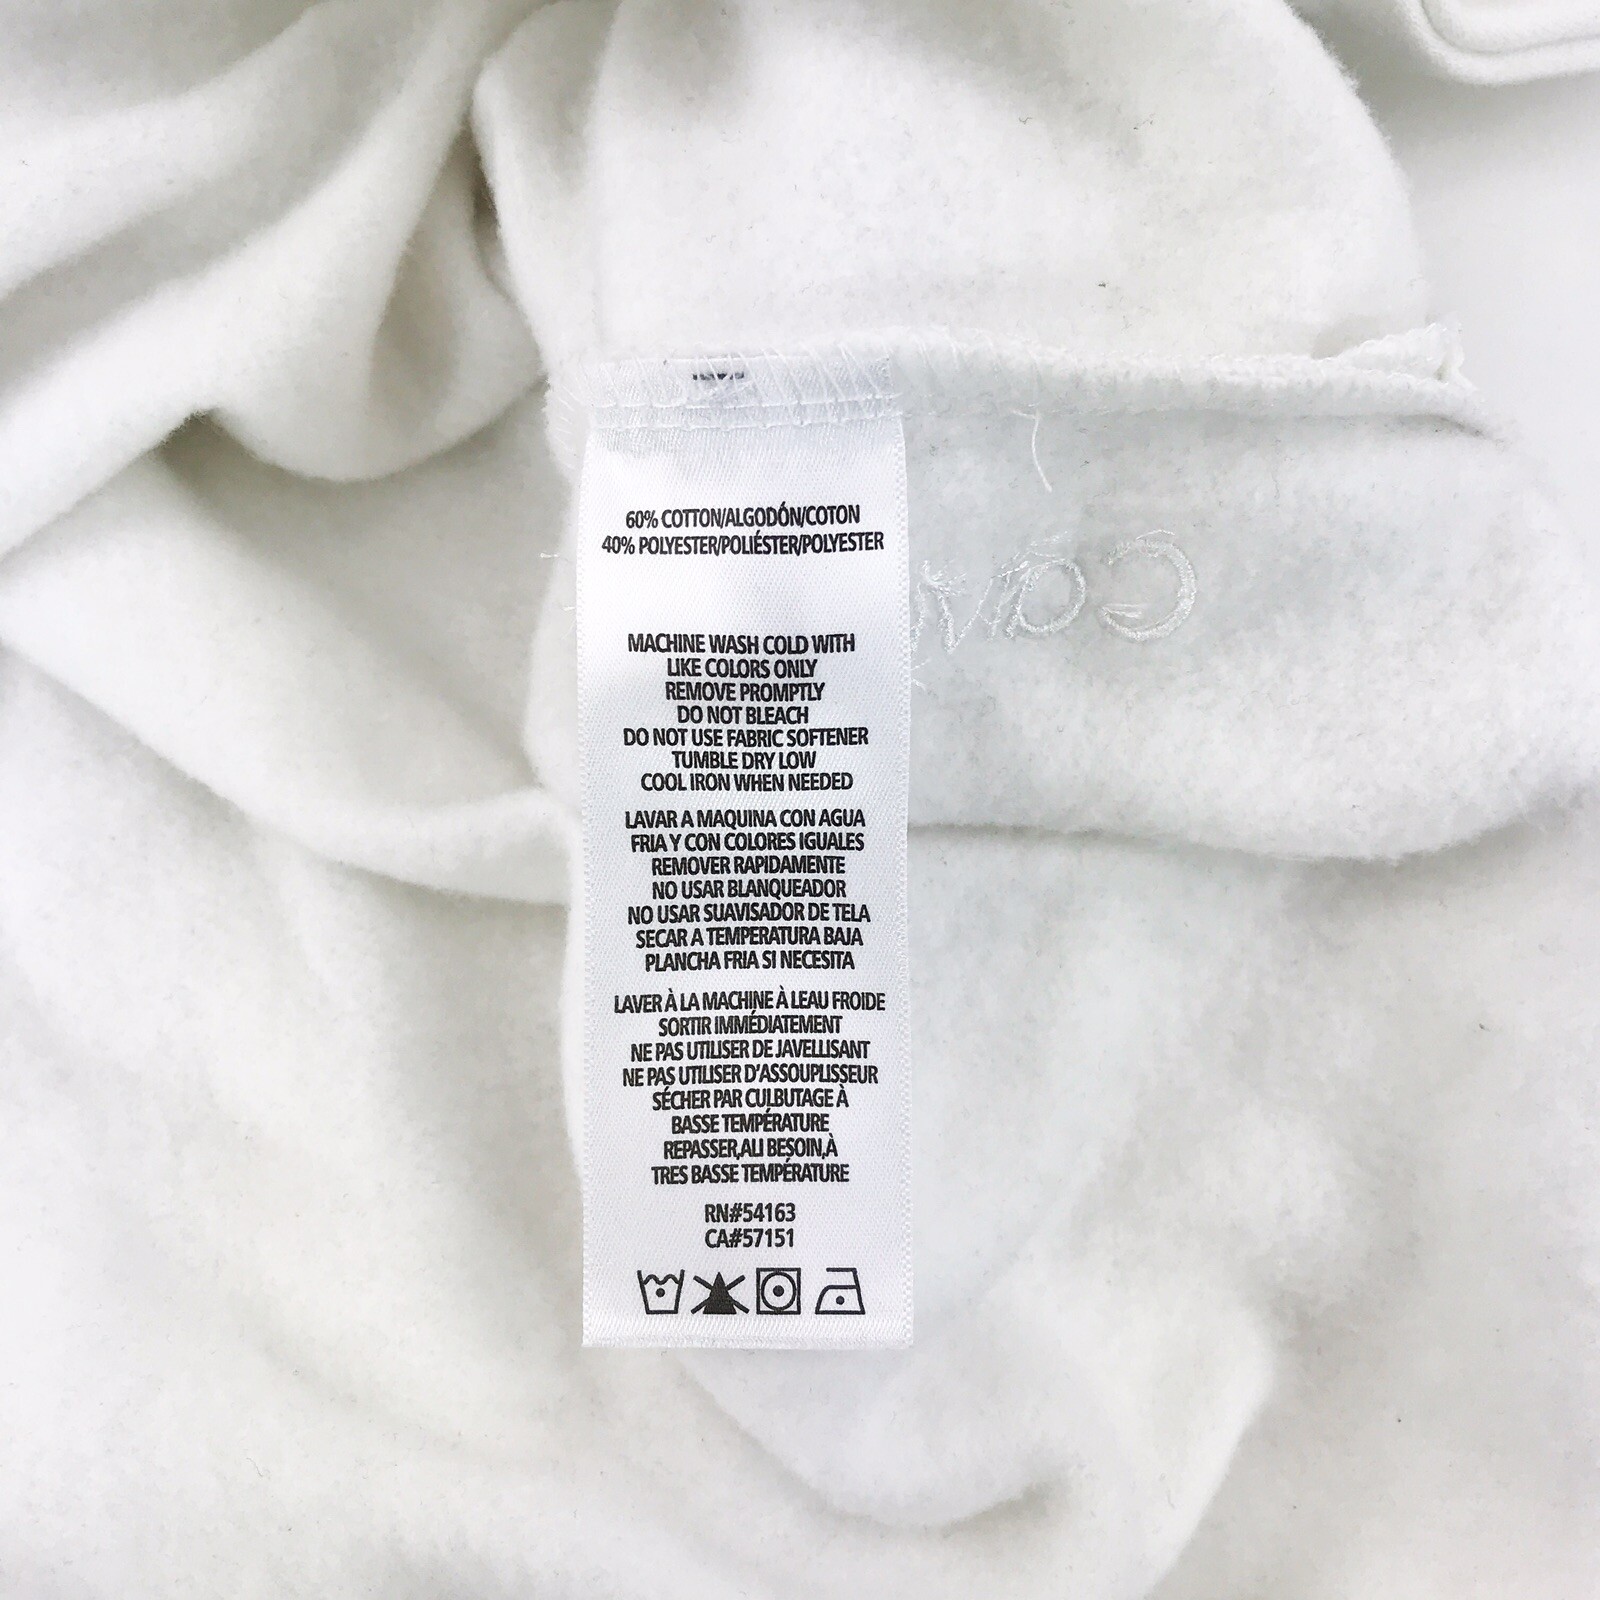 60% COTTON/ALGODÓN/COTON
40% POLYESTER/POLIÉSTER/POLYESTER
MACHINE WASH COLD WITH
LIKE COLORS ONLY
REMOVE PROMPTLY
DO NOT BLEACH
DO NOT USE FABRIC SOFTENER
TUMBLE DRY LOW
COOL IRON WHEN NEEDED
LAVAR A MAQUINA CON AGUA
FRIA Y CON COLORES IGUALES
REMOVER RAPIDAMENTE
NO USAR BLANQUEADOR
NO USAR SUAVISADOR DE TELA
SECAR A TEMPERATURA BAJA
PLANCHA FRIA SI NECESITA
LAVER À LA MACHINE À LEAU FROIDE
SORTIR IMMÉDIATEMENT
NE PAS UTILISER DE JAVELLISANT
NE PAS UTILISER D'ASSOUPLISSEUR
SÉCHER PAR CULBUTAGE À
BASSE TEMPÉRATURE
REPASSER,ALI BESOIN,À
TRES BASSE TEMPÉRATURE
RN#54163
CA#57151